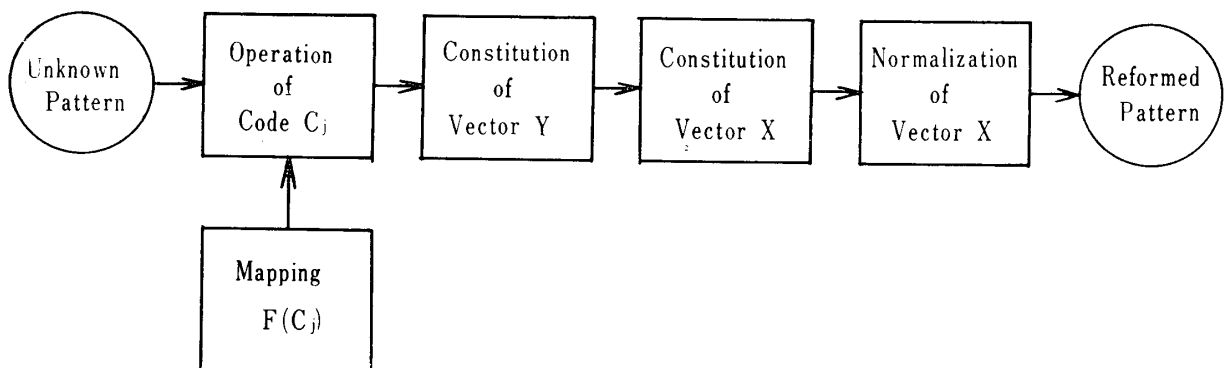 Unknown
Pattern
Operation
of
Code Cj
Constitution
of
Vector Y
Constitution
of
Vector X
Normalization
of
Vector X
Reformed
Pattern
Mapping
F(Cj)